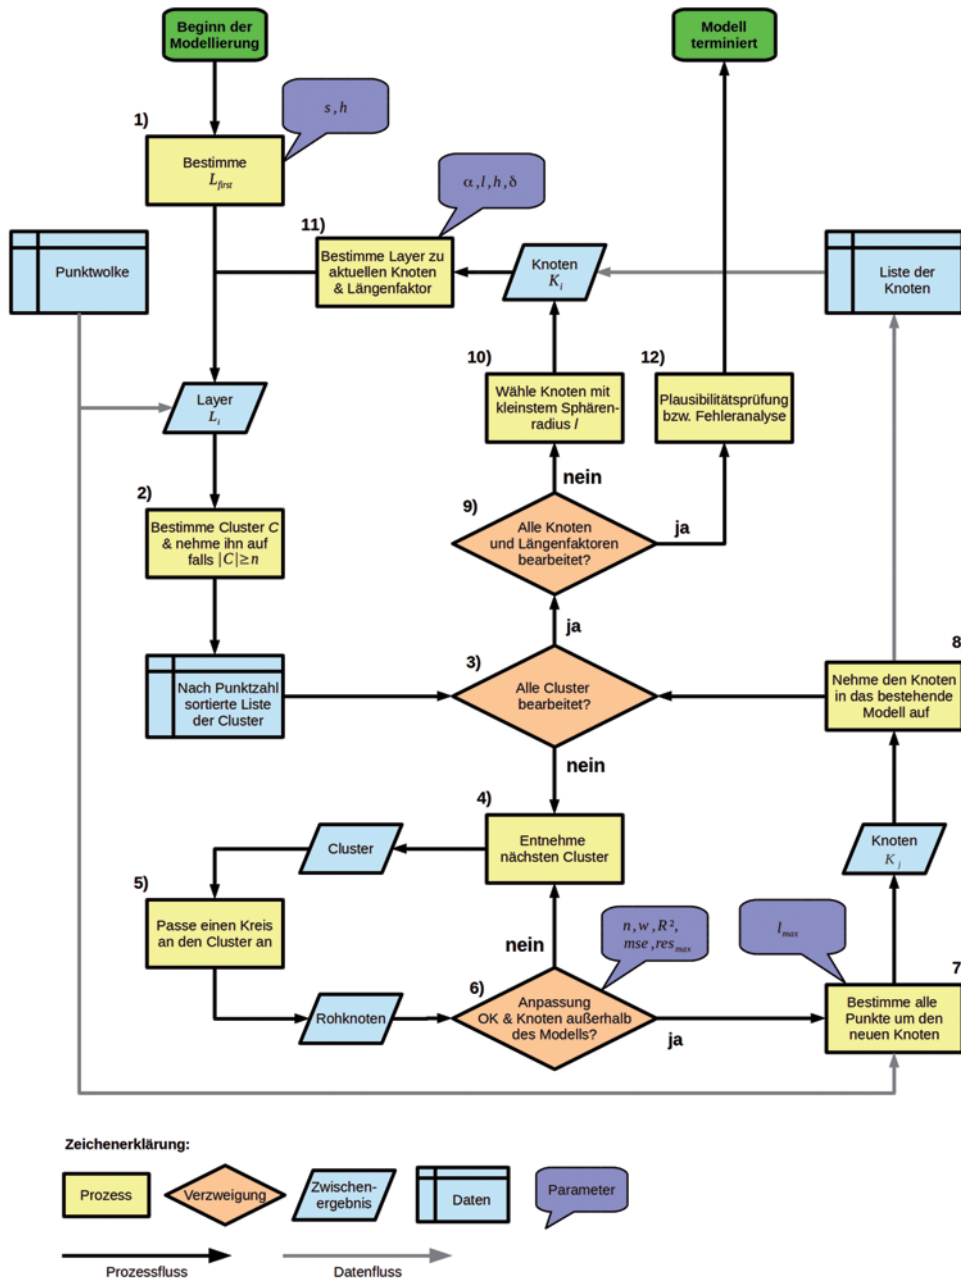 Beginn der
Modellierung
Modell
terminiert
s , h
1)
Bestimme
L_first
α , l , h , δ
11)
Bestimme Layer zu
aktuellen Knoten
& Längenfaktor
Knoten
K_i
Punktwolke
Liste der
Knoten
10)
Wähle Knoten mit
kleinstem Sphären-
radius l
12)
Plausibilitätsprüfung
bzw. Fehleranalyse
Layer
L_i
nein
2)
Bestimme Cluster C
& nehme ihn auf
falls |C|≥n
9)
Alle Knoten
und Längenfaktoren
bearbeitet?
ja
ja
3)
Alle Cluster
bearbeitet?
Nach Punktzahl
sortierte Liste
der Cluster
8
Nehme den Knoten
in das bestehende
Modell auf
nein
4)
Entnehme
nächsten Cluster
Cluster
Knoten
K_j
5)
Passe einen Kreis
an den Cluster an
nein
n , w , R²,
mse , res_max
l_max
Rohknoten
6)
Anpassung
OK & Knoten außerhalb
des Modells?
ja
7
Bestimme alle
Punkte um den
neuen Knoten
Zeichenerklärung:
Prozess
Verzweigung
Zwischen-
ergebnis
Daten
Parameter
Prozessfluss
Datenfluss